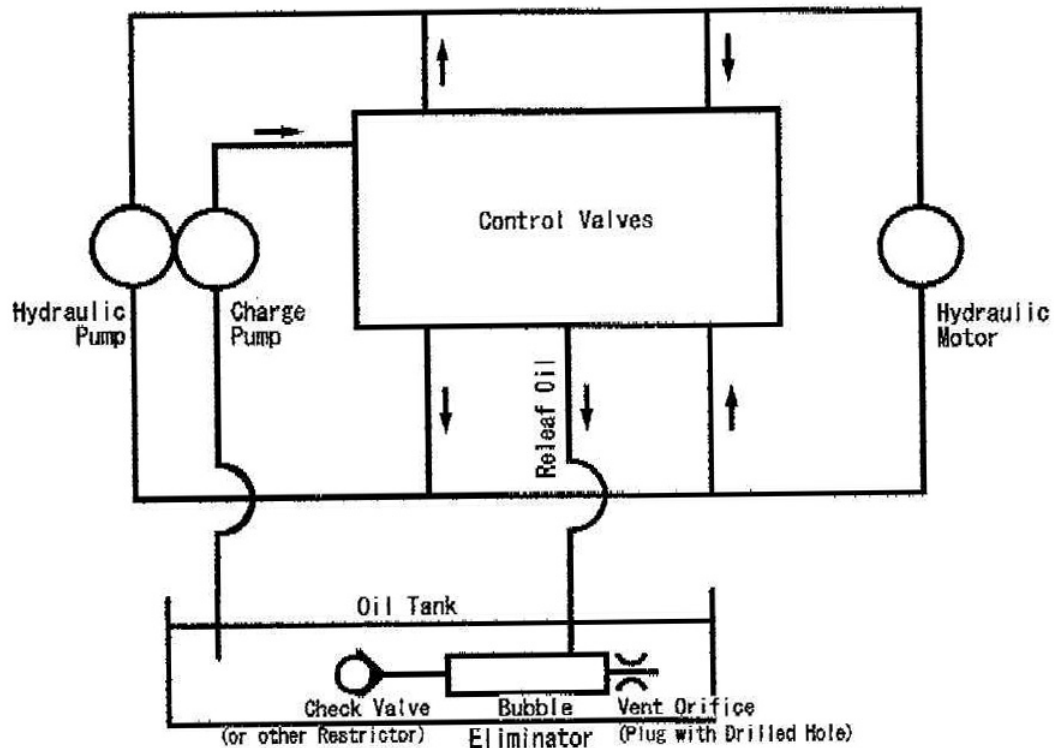 Control Valves
Hydraulic
Pump
Charge
Pump
Hydraulic
Motor
Releaf Oil
Oil Tank
Check Valve
(or other Restrictor)
Bubble
Eliminator
Vent Orifice
(Plug with Drilled Hole)